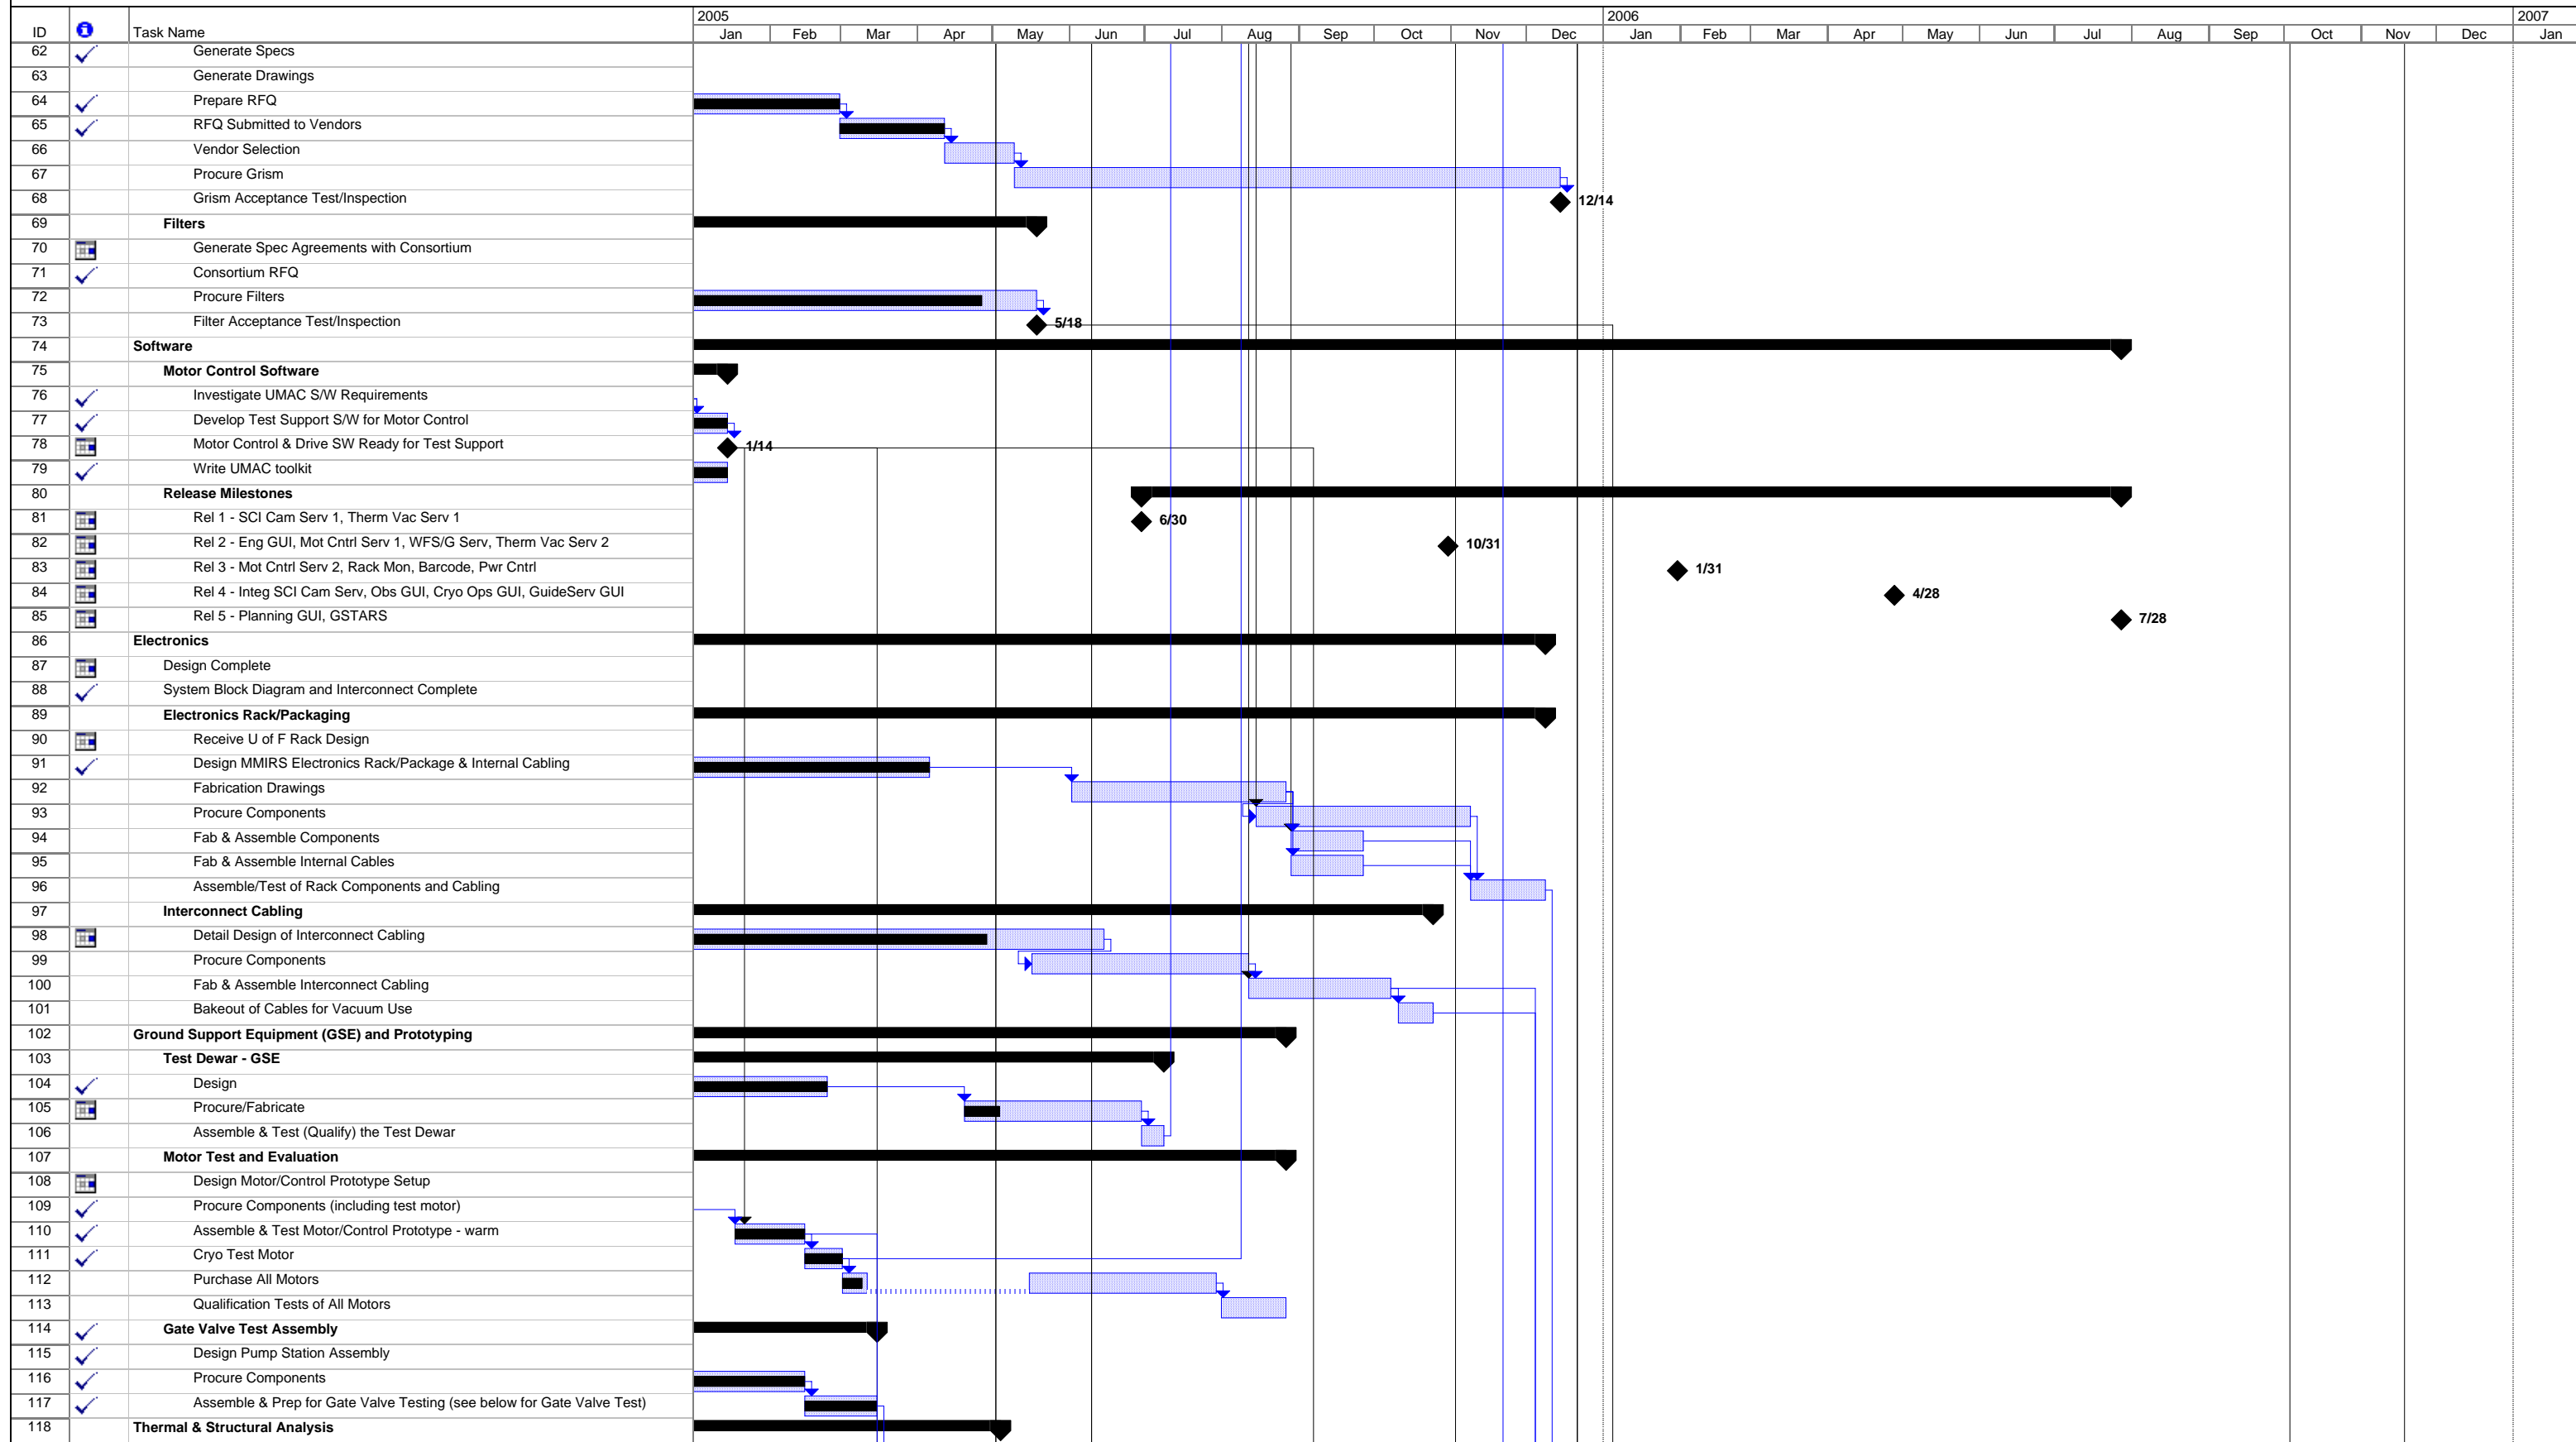 2005 2006 2007
ID Task Name Jan Feb Mar Apr May Jun Jul Aug Sep Oct Nov Dec Jan Feb Mar Apr May Jun Jul Aug Sep Oct Nov Dec Jan
62 Generate Specs
63 Generate Drawings
64 Prepare RFQ
65 RFQ Submitted to Vendors
66 Vendor Selection
67 Procure Grism
68 Grism Acceptance Test/Inspection 12/14
69 Filters
70 Generate Spec Agreements with Consortium
71 Consortium RFQ
72 Procure Filters
73 Filter Acceptance Test/Inspection 5/18
74 Software
75 Motor Control Software
76 Investigate UMAC S/W Requirements
77 Develop Test Support S/W for Motor Control
78 Motor Control & Drive SW Ready for Test Support 1/14
79 Write UMAC toolkit
80 Release Milestones
81 Rel 1 - SCI Cam Serv 1, Therm Vac Serv 1 6/30
82 Rel 2 - Eng GUI, Mot Cntrl Serv 1, WFS/G Serv, Therm Vac Serv 2 10/31
83 Rel 3 - Mot Cntrl Serv 2, Rack Mon, Barcode, Pwr Cntrl 1/31
84 Rel 4 - Integ SCI Cam Serv, Obs GUI, Cryo Ops GUI, GuideServ GUI 4/28
85 Rel 5 - Planning GUI, GSTARS 7/28
86 Electronics
87 Design Complete
88 System Block Diagram and Interconnect Complete
89 Electronics Rack/Packaging
90 Receive U of F Rack Design
91 Design MMIRS Electronics Rack/Package & Internal Cabling
92 Fabrication Drawings
93 Procure Components
94 Fab & Assemble Components
95 Fab & Assemble Internal Cables
96 Assemble/Test of Rack Components and Cabling
97 Interconnect Cabling
98 Detail Design of Interconnect Cabling
99 Procure Components
100 Fab & Assemble Interconnect Cabling
101 Bakeout of Cables for Vacuum Use
102 Ground Support Equipment (GSE) and Prototyping
103 Test Dewar - GSE
104 Design
105 Procure/Fabricate
106 Assemble & Test (Qualify) the Test Dewar
107 Motor Test and Evaluation
108 Design Motor/Control Prototype Setup
109 Procure Components (including test motor)
110 Assemble & Test Motor/Control Prototype - warm
111 Cryo Test Motor
112 Purchase All Motors
113 Qualification Tests of All Motors
114 Gate Valve Test Assembly
115 Design Pump Station Assembly
116 Procure Components
117 Assemble & Prep for Gate Valve Testing (see below for Gate Valve Test)
118 Thermal & Structural Analysis